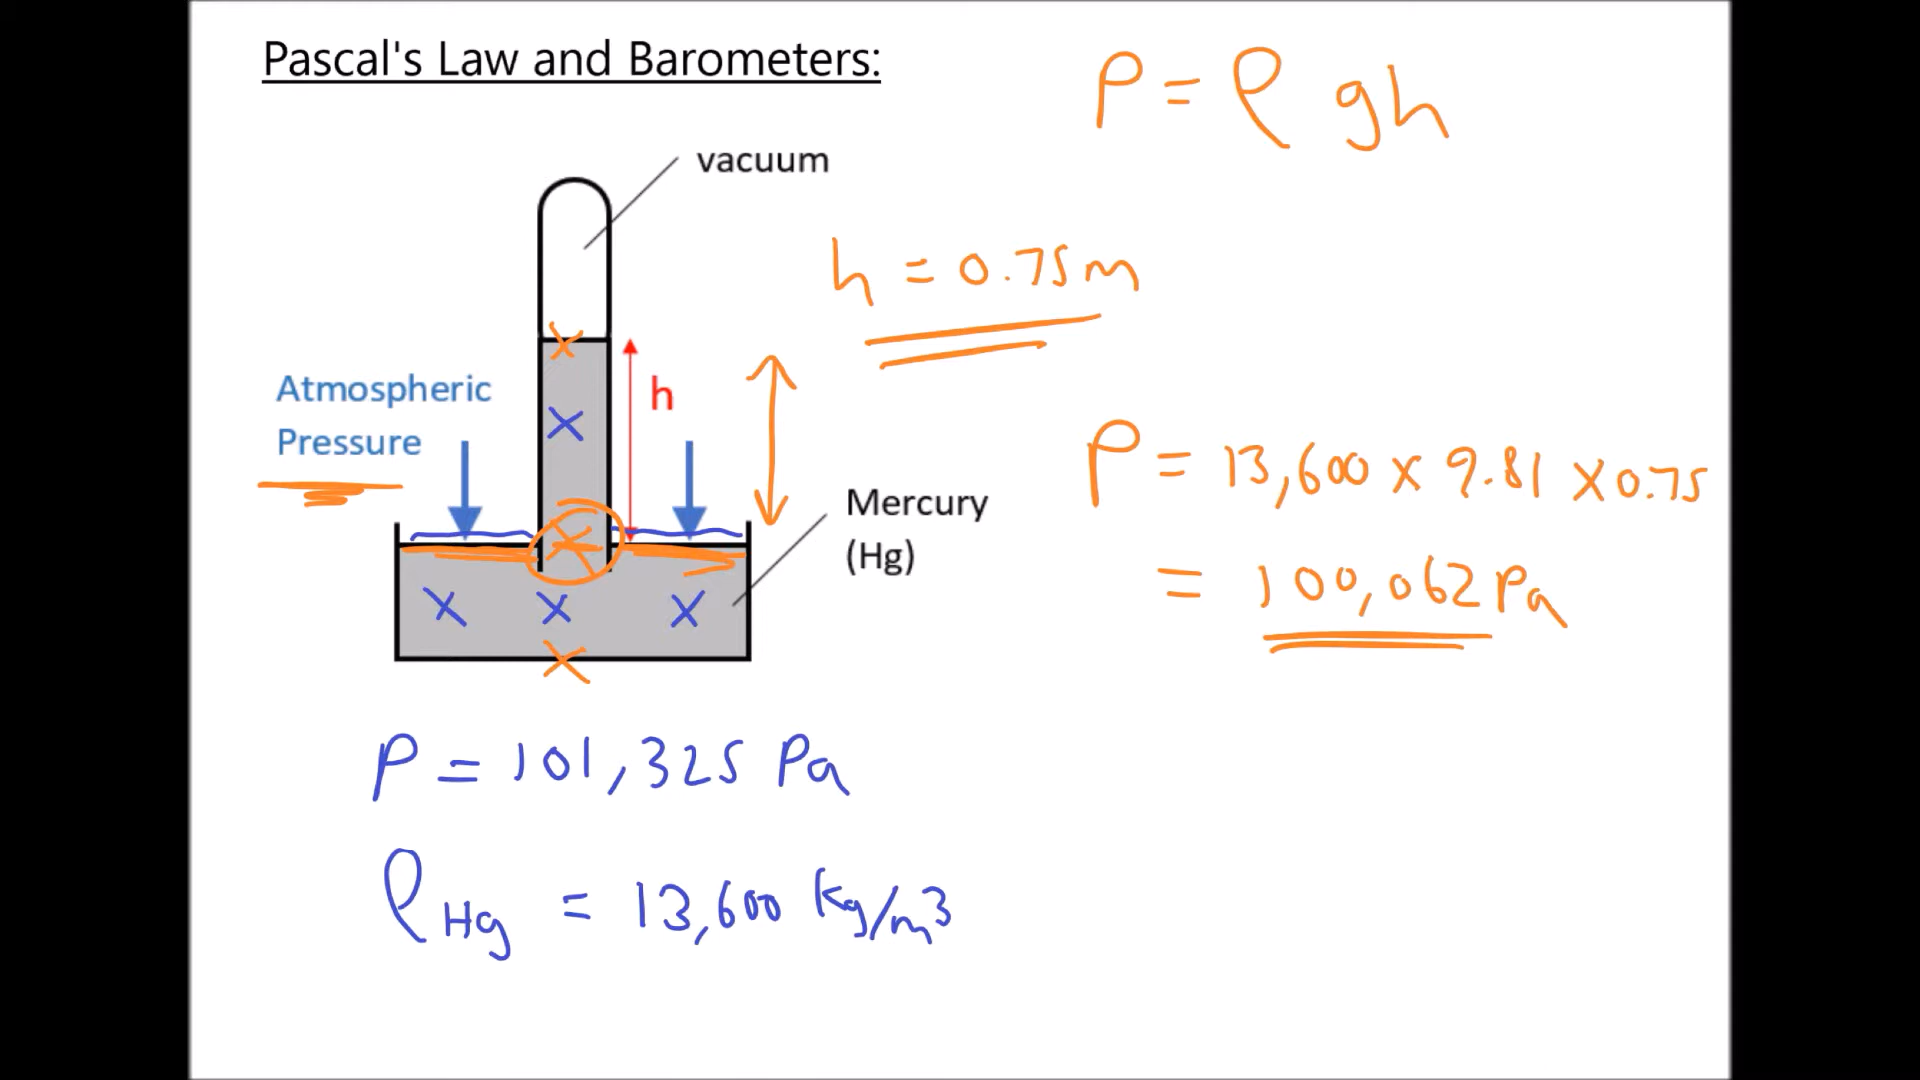 Pascal's Law and Barometers:
P = ρ gh
vacuum
h = 0.75m
Atmospheric
Pressure
h
P = 13,600 x 9.81 x 0.75
Mercury
(Hg)
= 100,062 Pa
P = 101,325 Pa
ρHg = 13,600 kg/m3